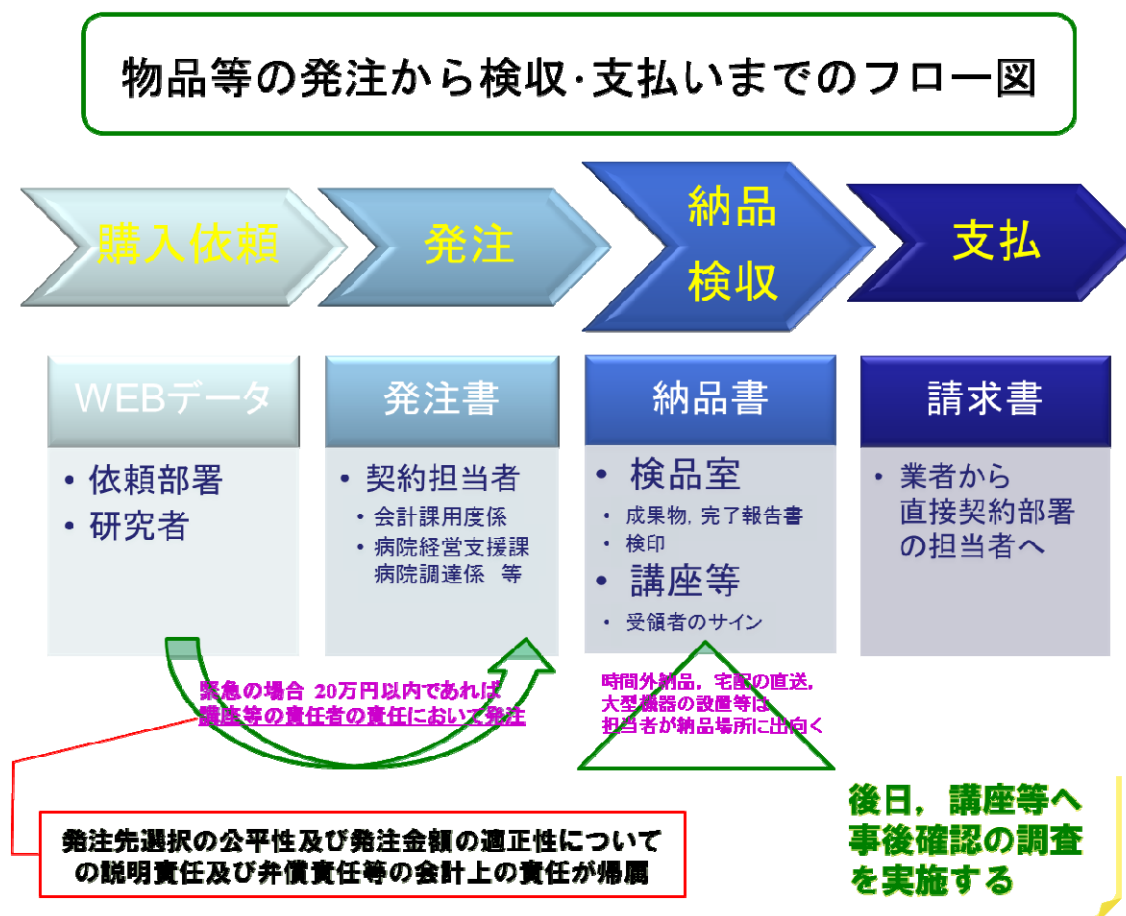 物品等の発注から検収･支払いまでのフロー図
購入依頼
発注
納品
検収
支払
WEBデータ
・依頼部署
・研究者
発注書
・契約担当者
・会計課用度係
・病院経営支援課
病院調達係 等
納品書
・検品室
・成果物, 完了報告書
・検印
・講座等
・受領者のサイン
請求書
・業者から
直接契約部署
の担当者へ
緊急の場合 20万円以内であれば
講座等の責任者の責任において発注
時間外納品, 宅配の直送,
大型機器の設置等は
担当者が納品場所に出向く
発注先選択の公平性及び発注金額の適正性について
の説明責任及び弁償責任等の会計上の責任が帰属
後日, 講座等へ
事後確認の調査
を実施する